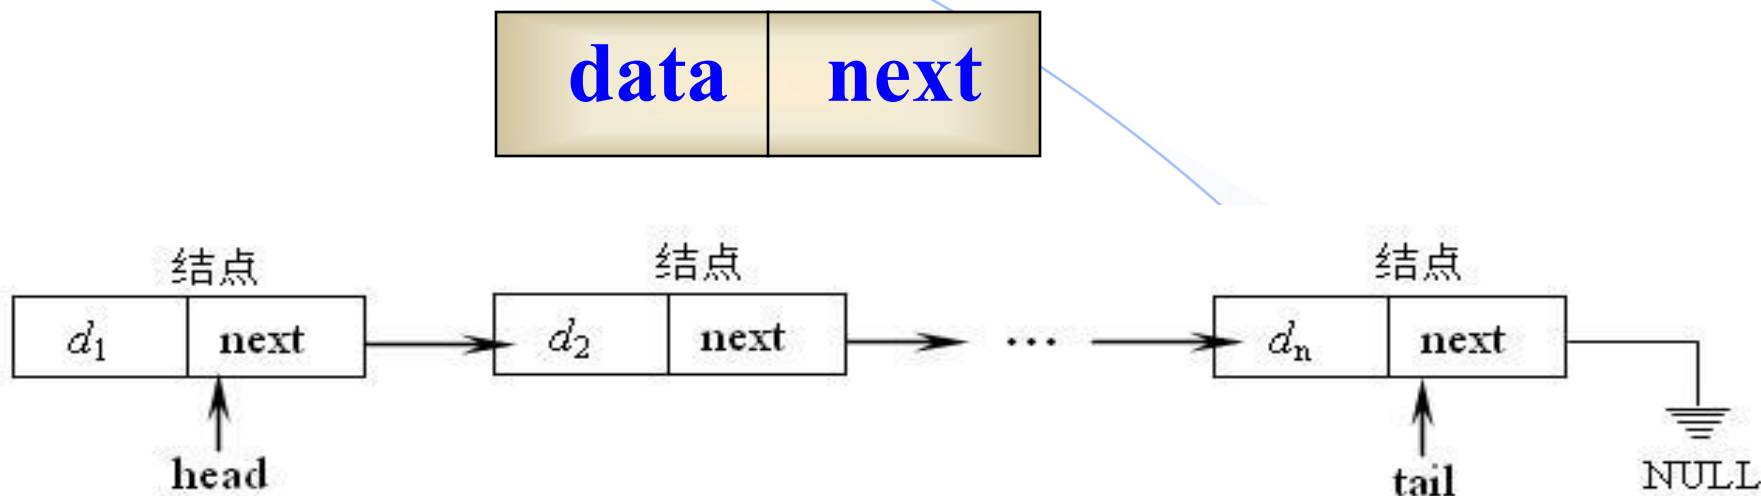 data next
结点 结点 结点
d₁ next d₂ next ... dₙ next
head tail NULL